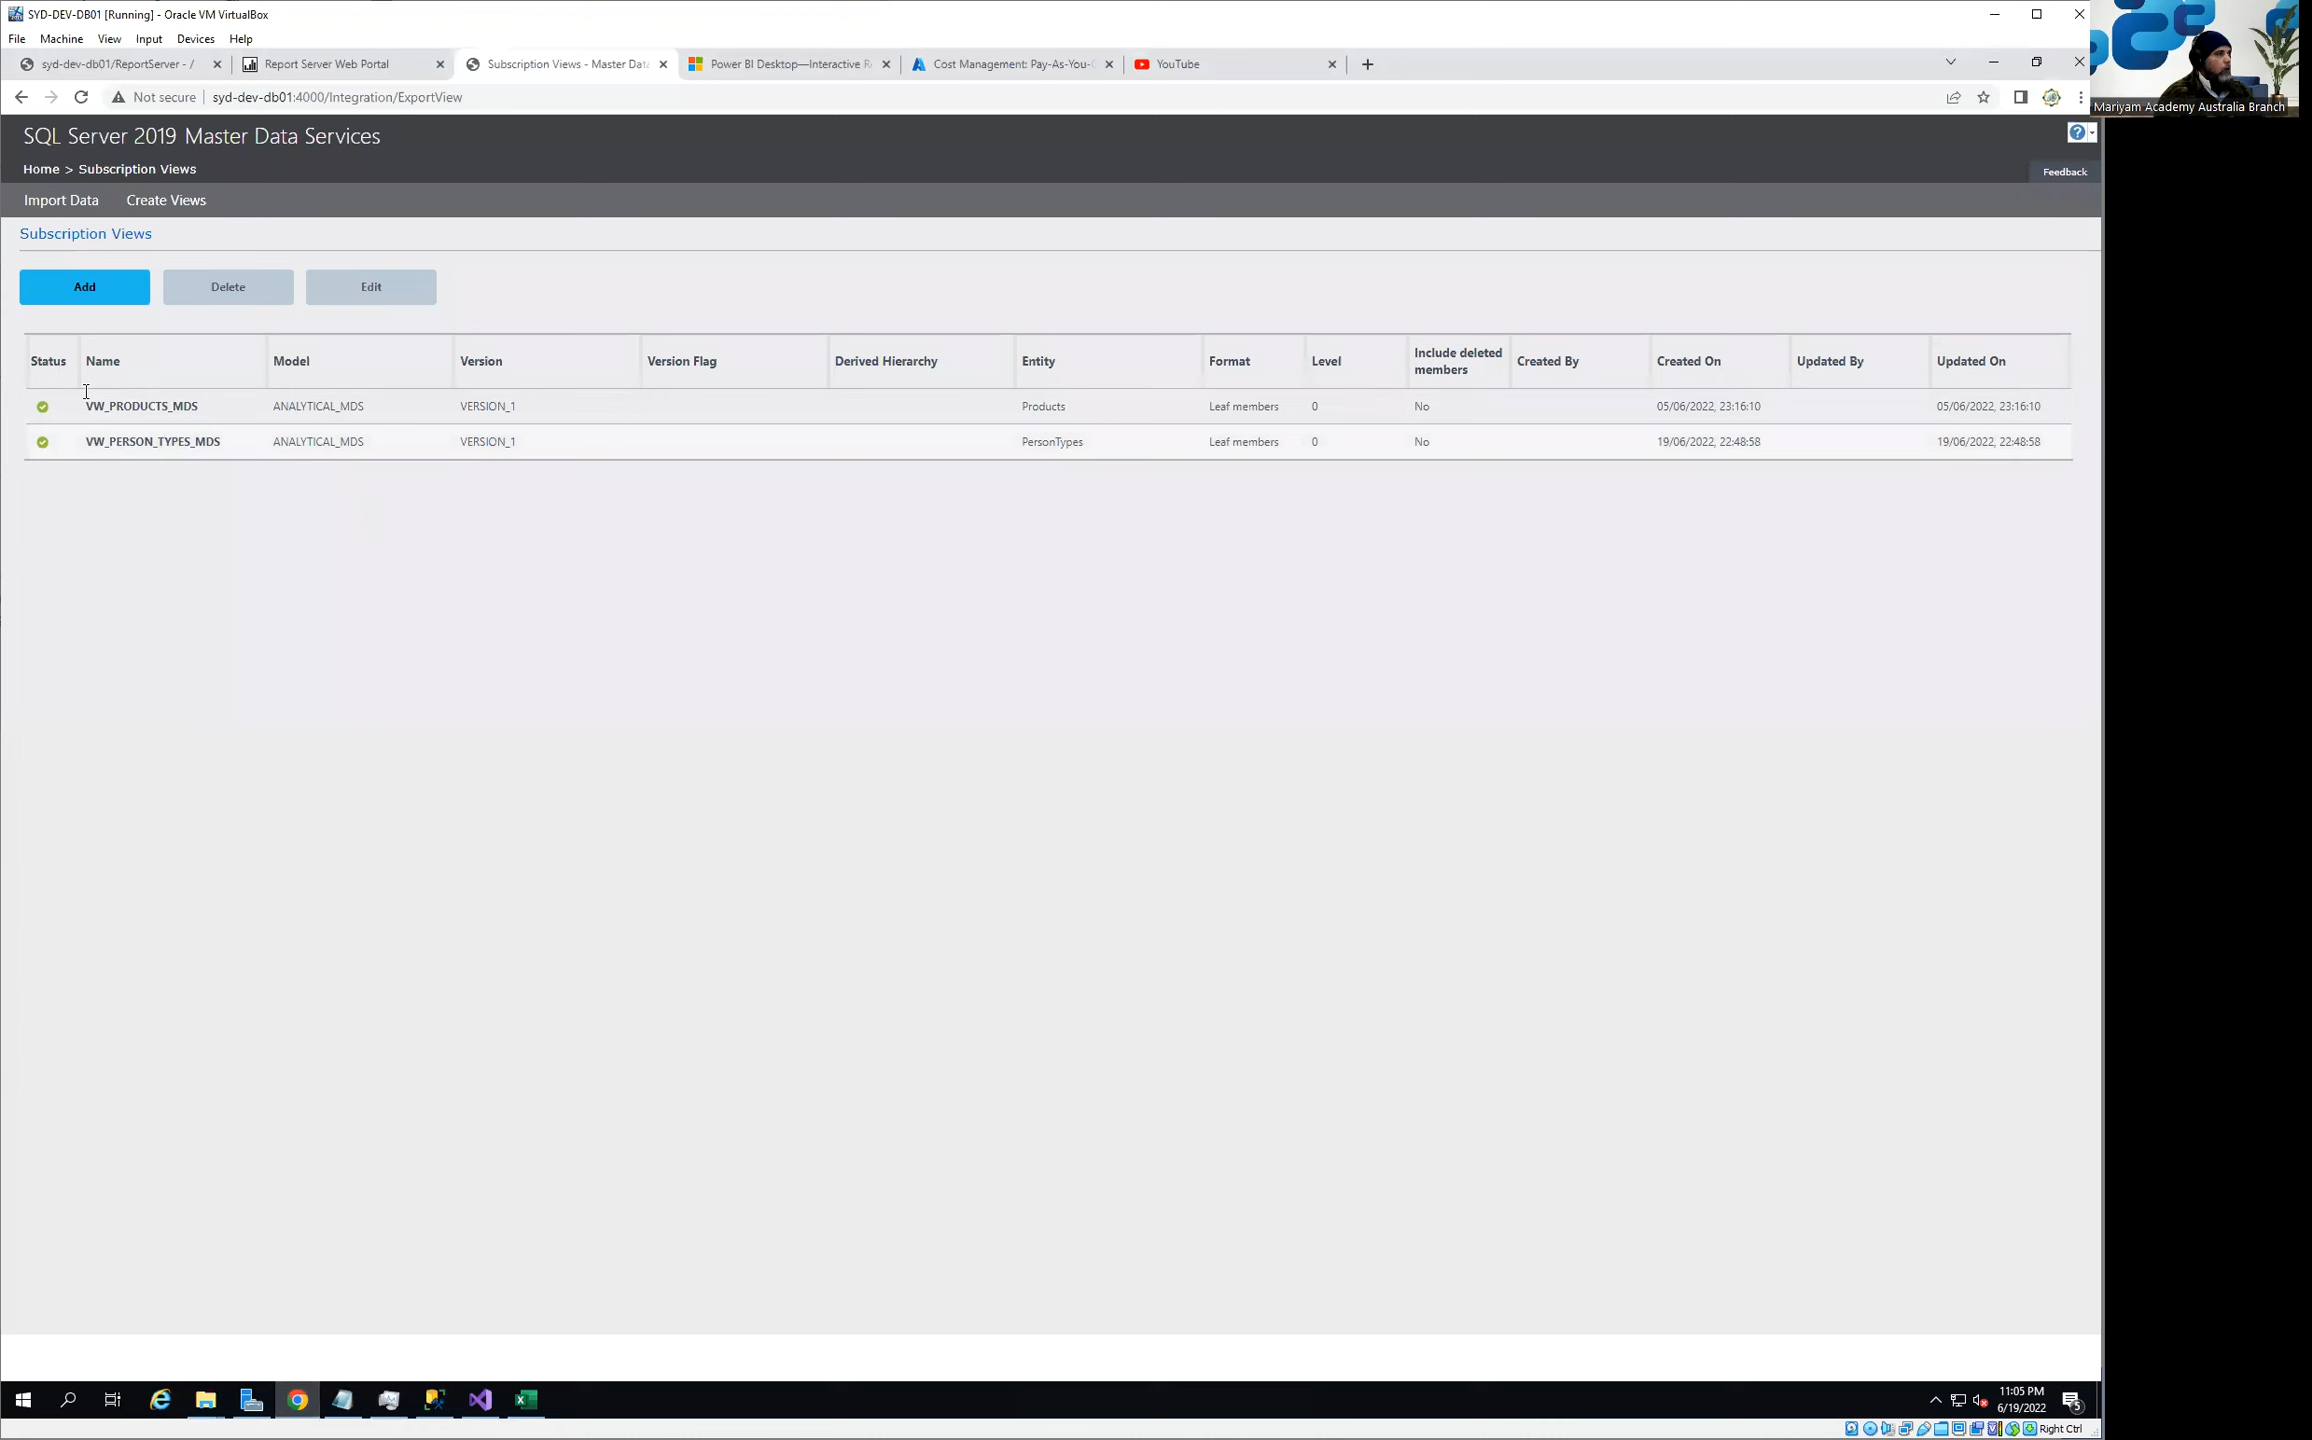 SYD-DEV-DB01 [Running] - Oracle VM VirtualBox
File Machine View Input Devices Help
syd-dev-db01/ReportServer - /
Report Server Web Portal
Subscription Views - Master Data
Power BI Desktop—Interactive R
Cost Management: Pay-As-You-
YouTube
Not secure syd-dev-db01:4000/Integration/ExportView
Mariyam Academy Australia Branch
SQL Server 2019 Master Data Services
Home > Subscription Views
Feedback
Import Data Create Views
Subscription Views
Add Delete Edit
Status Name Model Version Version Flag Derived Hierarchy Entity Format Level Include deleted members Created By Created On Updated By Updated On
VW_PRODUCTS_MDS ANALYTICAL_MDS VERSION_1 Products Leaf members 0 No 05/06/2022, 23:16:10 05/06/2022, 23:16:10
VW_PERSON_TYPES_MDS ANALYTICAL_MDS VERSION_1 PersonTypes Leaf members 0 No 19/06/2022, 22:48:58 19/06/2022, 22:48:58
11:05 PM
6/19/2022
5
Right Ctrl